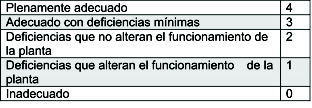 Plenamente adecuado 4
Adecuado con deficiencias mínimas 3
Deficiencias que no alteran el funcionamiento de 2
la planta
Deficiencias que alteran el funcionamiento de la 1
planta
Inadecuado 0